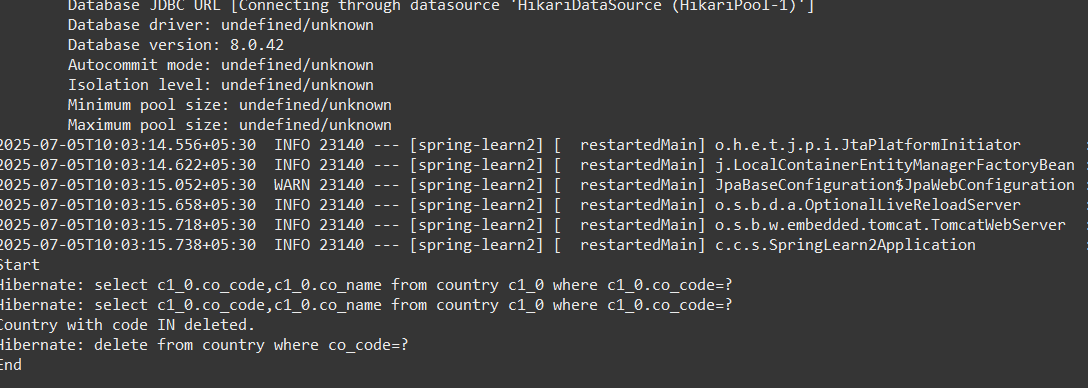 Database JDBC URL [Connecting through datasource 'HikariDataSource (HikariPool-1)']
Database driver: undefined/unknown
Database version: 8.0.42
Autocommit mode: undefined/unknown
Isolation level: undefined/unknown
Minimum pool size: undefined/unknown
Maximum pool size: undefined/unknown
2025-07-05T10:03:14.556+05:30  INFO 23140 --- [spring-learn2] [  restartedMain] o.h.e.t.j.p.i.JtaPlatformInitiator
2025-07-05T10:03:14.622+05:30  INFO 23140 --- [spring-learn2] [  restartedMain] j.LocalContainerEntityManagerFactoryBean :
2025-07-05T10:03:15.052+05:30  WARN 23140 --- [spring-learn2] [  restartedMain] JpaBaseConfiguration$JpaWebConfiguration :
2025-07-05T10:03:15.658+05:30  INFO 23140 --- [spring-learn2] [  restartedMain] o.s.b.d.a.OptionalLiveReloadServer :
2025-07-05T10:03:15.718+05:30  INFO 23140 --- [spring-learn2] [  restartedMain] o.s.b.w.embedded.tomcat.TomcatWebServer :
2025-07-05T10:03:15.738+05:30  INFO 23140 --- [spring-learn2] [  restartedMain] c.c.s.SpringLearn2Application :
Start
Hibernate: select c1_0.co_code,c1_0.co_name from country c1_0 where c1_0.co_code=?
Hibernate: select c1_0.co_code,c1_0.co_name from country c1_0 where c1_0.co_code=?
Country with code IN deleted.
Hibernate: delete from country where co_code=?
End